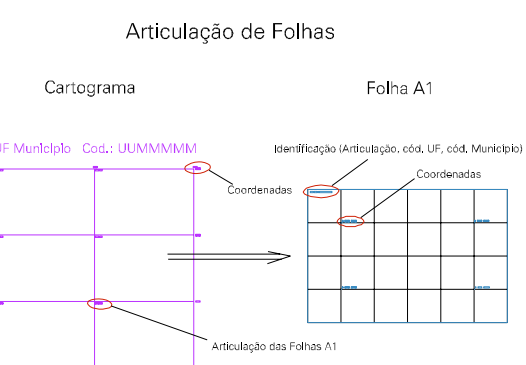 Articulação de Folhas
Cartograma
Folha A1
UF Município Cod.: UUMMMMM
Identificação (Articulação, cód, UF, cód, Município)
Coordenadas
Coordenadas
Articulação das Folhas A1